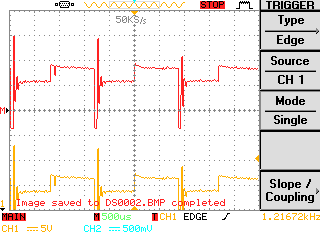 STOP
TRIGGER
50KS/s
Type
Edge
Source
CH 1
Mode
Single
Slope /
Coupling
M
1
Image saved to DS0002.BMP completed
MAIN M 500us T CH1 EDGE 1.21672kHz
CH1 5V CH2 500mV